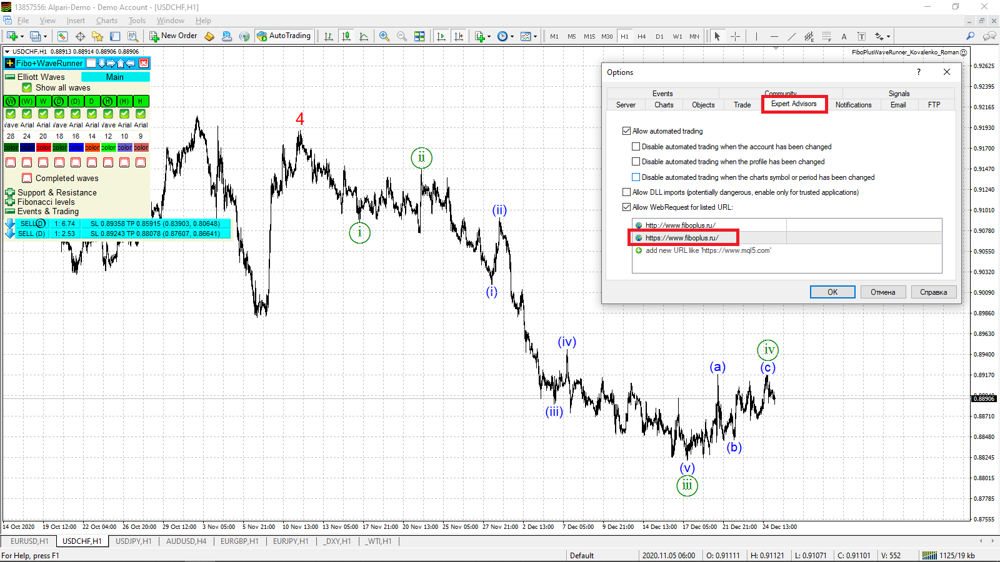 13857556: Alpari-Demo - Demo Account - [USDCHF,H1]
File View Insert Charts Tools Window Help
New Order AutoTrading M1 M5 M15 M30 H1 H4 D1 W1 MN A T
USDCHF,H1 0.88913 0.88914 0.88906 0.88906
FiboPlusWaveRunner_Kovalenko_Roman
Fibo+WaveRunner
Elliott Waves Main
Show all waves
(W) (W) W (D) (D) D (H) (H) H
Wave Arial Arial Wave Arial Arial Wave Arial Arial
28 24 20 18 16 14 12 10 9
color color color color color color color color color
Completed waves
Support & Resistance
Fibonacci levels
Events & Trading
SELL (D) 1: 6.74 SL 0.89358 TP 0.85915 (0.83903, 0.80648)
SELL (D) 1: 2.53 SL 0.89243 TP 0.88078 (0.87607, 0.86641)
4
i
ii
(i)
(ii)
(iii)
(iv)
(v)
iii
(a)
(b)
iv
(c)
Options ?
Events Community Signals
Server Charts Objects Trade Expert Advisors Notifications Email FTP
Allow automated trading
Disable automated trading when the account has been changed
Disable automated trading when the profile has been changed
Disable automated trading when the charts symbol or period has been changed
Allow DLL imports (potentially dangerous, enable only for trusted applications)
Allow WebRequest for listed URL:
http://www.fiboplus.ru/
https://www.fiboplus.ru/
add new URL like 'https://www.mql5.com'
OK Отмена Справка
0.92625
0.92395
0.92165
0.91930
0.91700
0.91470
0.91240
0.91010
0.90780
0.90550
0.90320
0.90090
0.89860
0.89630
0.89400
0.89170
0.88906
0.88710
0.88480
0.88245
0.88015
0.87785
0.87555
14 Oct 2020 19 Oct 12:00 22 Oct 04:00 26 Oct 20:00 29 Oct 12:00 3 Nov 05:00 5 Nov 21:00 10 Nov 13:00 13 Nov 05:00 17 Nov 21:00 20 Nov 13:00 25 Nov 05:00 27 Nov 21:00 2 Dec 13:00 7 Dec 05:00 9 Dec 21:00 14 Dec 13:00 17 Dec 05:00 21 Dec 21:00 24 Dec 13:00
EURUSD,H1 USDCHF,H1 USDJPY,H1 AUDUSD,H4 EURGBP,H1 EURJPY,H1 _DXY,H1 _WTI,H1
For Help, press F1 Default 2020.11.05 06:00 O: 0.91111 H: 0.91121 L: 0.91071 C: 0.91101 V: 552 1125/19 kb